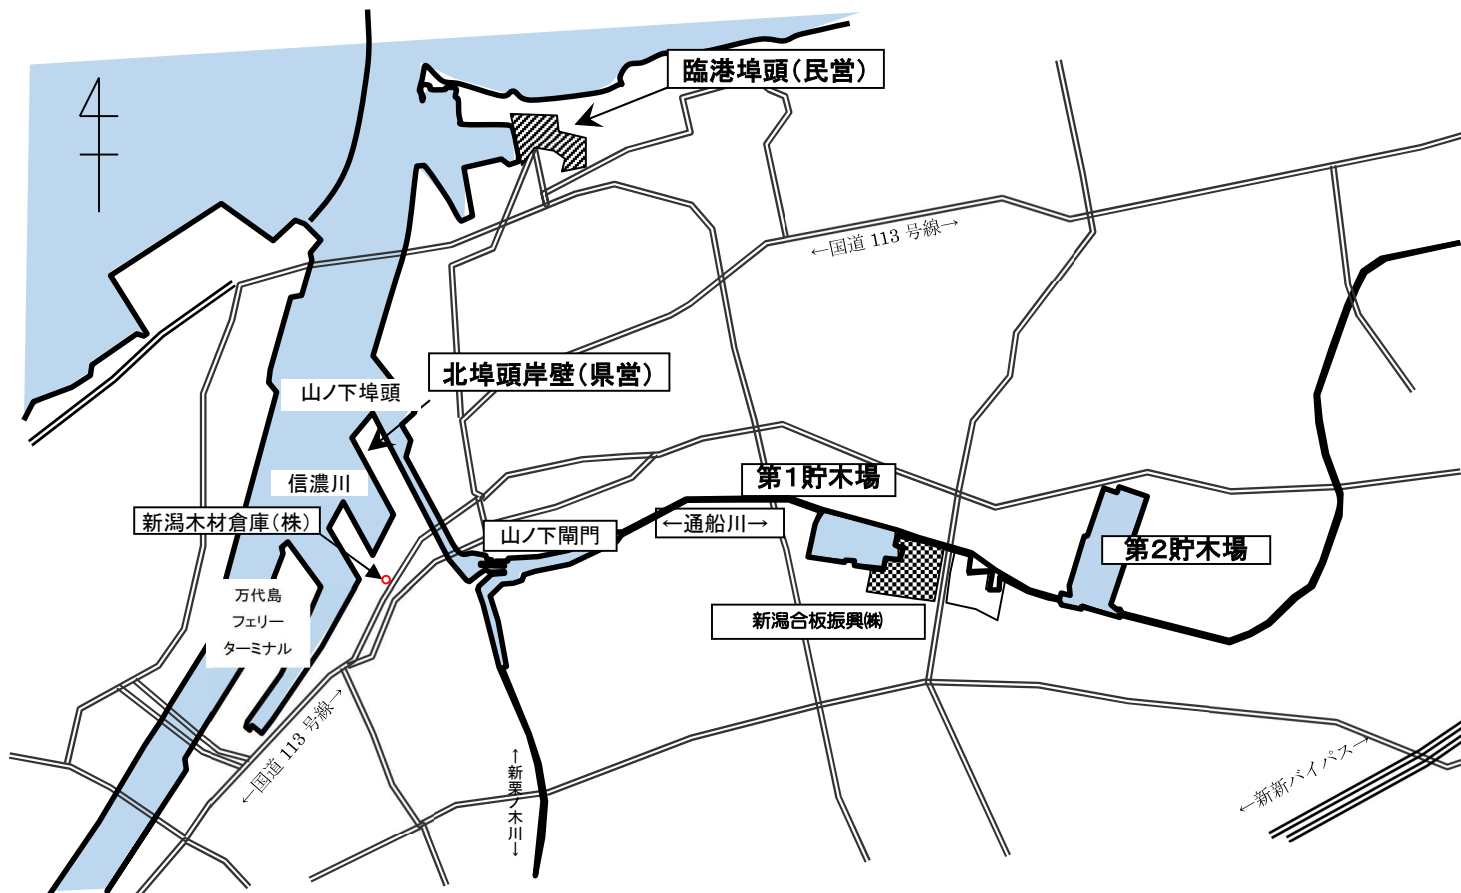 臨港埠頭(民営)
←国道 113 号線→
北埠頭岸壁(県営)
山ノ下埠頭
信濃川
新潟木材倉庫(株)
万代島
フェリー
ターミナル
山ノ下閘門
←通船川→
第1貯木場
第2貯木場
新潟合板振興㈱
←国道 113 号線→
←新栗ノ木川→
←新新バイパス→